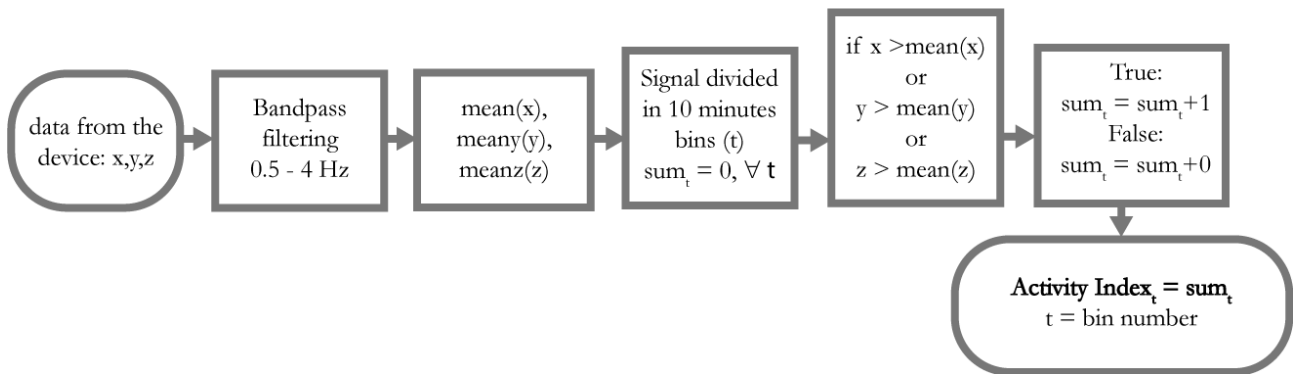 data from the
device: x,y,z
Bandpass
filtering
0.5 - 4 Hz
mean(x),
meany(y),
meanz(z)
Signal divided
in 10 minutes
bins (t)
sumₜ = 0, ∀ t
if x >mean(x)
or
y > mean(y)
or
z > mean(z)
True:
sumₜ = sumₜ+1
False:
sumₜ = sumₜ+0
Activity Indexₜ = sumₜ
t = bin number